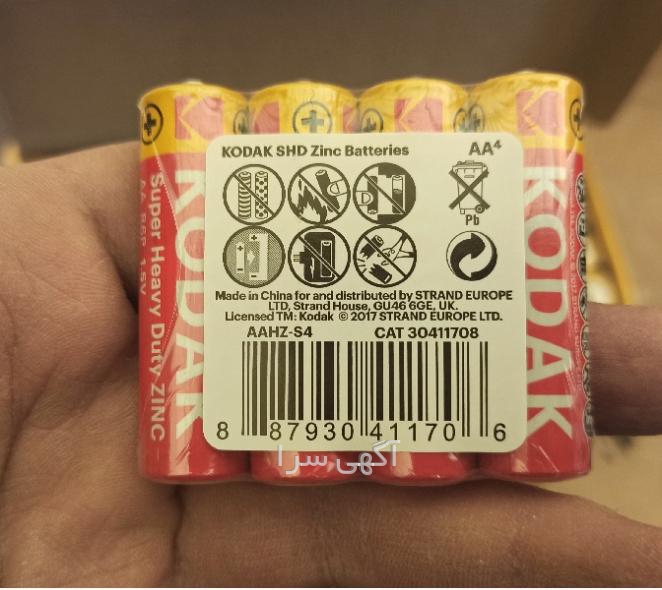 KODAK SHD Zinc Batteries
AA⁴
Pb
Made in China for and distributed by STRAND EUROPE
LTD, Strand House, GU46 6GE, UK.
Licensed TM: Kodak © 2017 STRAND EUROPE LTD.
AAHZ-S4
CAT 30411708
8 87930 41170 6
آگهی سرا
KODAK
Super Heavy Duty ZINC
AA R6P 1.5V
KODAK